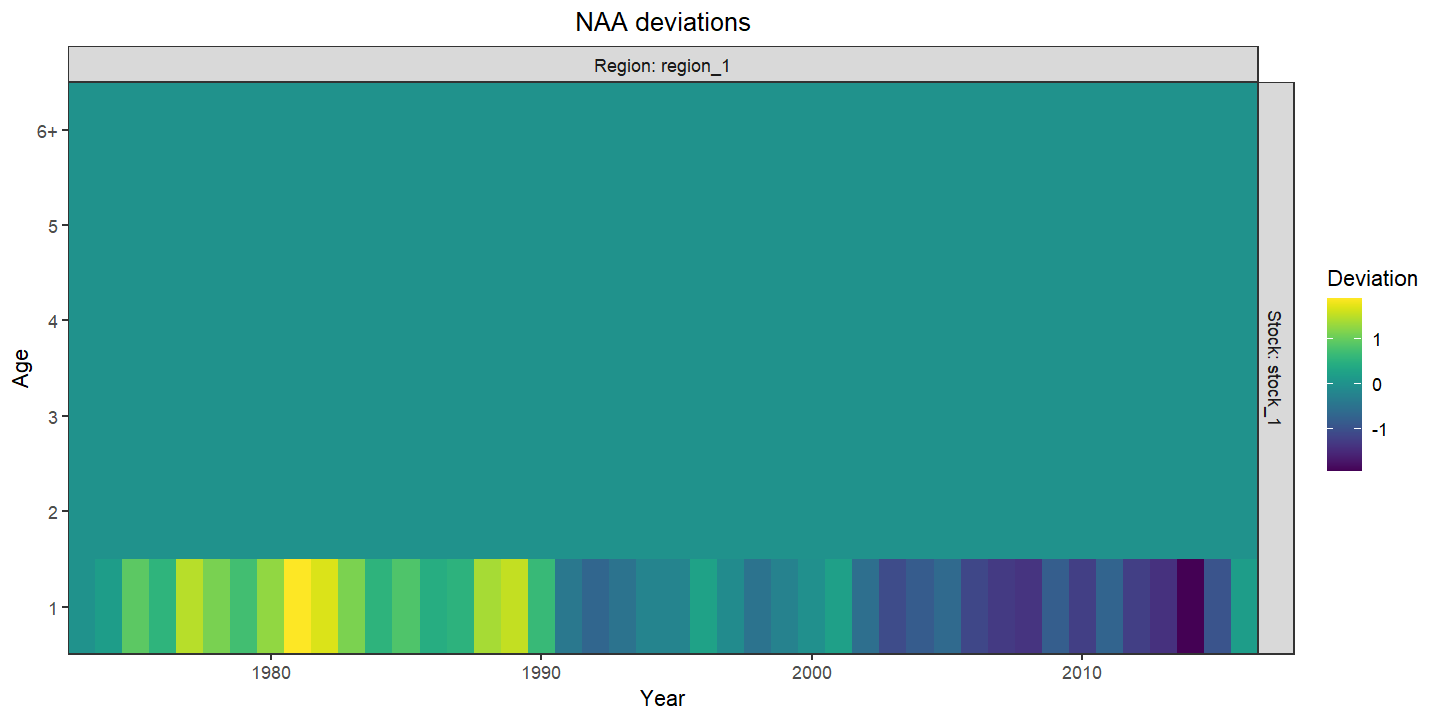 NAA deviations
Region: region_1
6+
5
4
3
2
1
Age
1980
1990
2000
2010
Year
Stock: stock_1
Deviation
1
0
-1